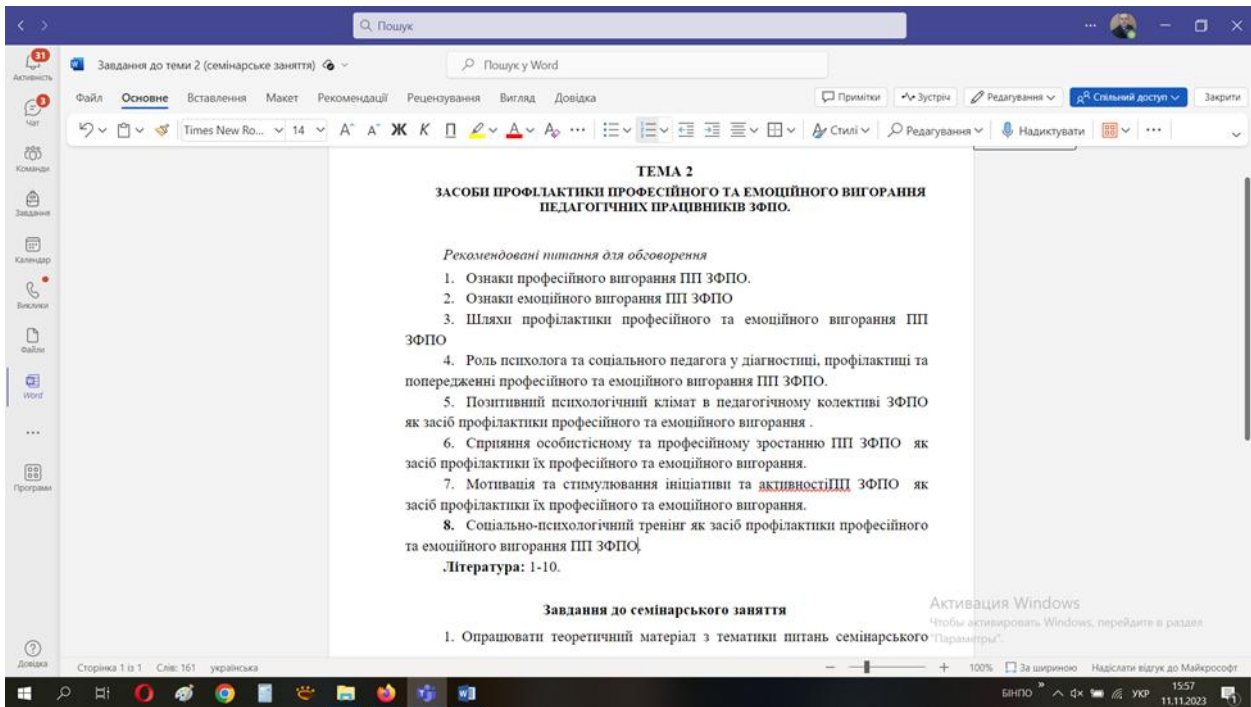 Пошук
31
Активність
Завдання до теми 2 (семінарське заняття)
Пошук у Word
3
Чат
Файл Основне Вставлення Макет Рекомендації Рецензування Вигляд Довідка
Примітки Зустріч Редагування Спільний доступ Закрити
Times New Ro... 14 Ж К П Стилі Редагування Надиктувати
Команди
Завдання
Календар
Виклики
Файли
Word
Програми
Довідка
ТЕМА 2
ЗАСОБИ ПРОФІЛАКТИКИ ПРОФЕСІЙНОГО ТА ЕМОЦІЙНОГО ВИГОРАННЯ
ПЕДАГОГІЧНИХ ПРАЦІВНИКІВ ЗФПО.
Рекомендовані питання для обговорення
1. Ознаки професійного вигорання ПП ЗФПО.
2. Ознаки емоційного вигорання ПП ЗФПО
3. Шляхи профілактики професійного та емоційного вигорання ПП
ЗФПО
4. Роль психолога та соціального педагога у діагностиці, профілактиці та
попередженні професійного та емоційного вигорання ПП ЗФПО.
5. Позитивний психологічний клімат в педагогічному колективі ЗФПО
як засіб профілактики професійного та емоційного вигорання .
6. Сприяння особистісному та професійному зростанню ПП ЗФПО як
засіб профілактики їх професійного та емоційного вигорання.
7. Мотивація та стимулювання ініціативи та активностіПП ЗФПО як
засіб профілактики їх професійного та емоційного вигорання.
8. Соціально-психологічний тренінг як засіб профілактики професійного
та емоційного вигорання ПП ЗФПО.
Література: 1-10.
Завдання до семінарського заняття
1. Опрацювати теоретичний матеріал з тематики питань семінарського
Активация Windows
Чтобы активировать Windows, перейдите в раздел
"Параметры".
Сторінка 1 із 1 Слів: 161 українська
100% За шириною Надіслати відгук до Майкрософт
БІНПО УКР 15:57
11.11.2023